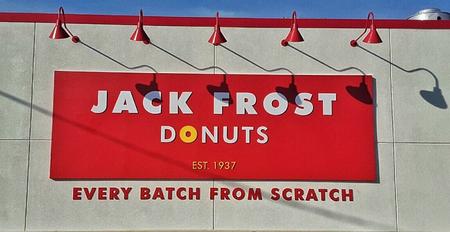 JACK FROST
DONUTS
EST. 1937
EVERY BATCH FROM SCRATCH